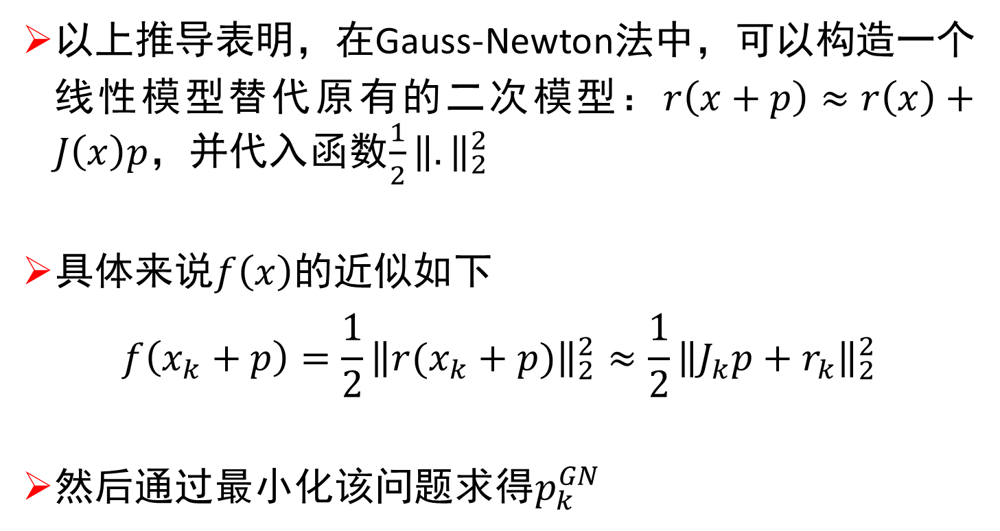 ➢以上推导表明，在Gauss-Newton法中，可以构造一个
线性模型替代原有的二次模型：r(x + p) ≈ r(x) +
J(x)p，并代入函数\frac{1}{2}‖.‖_2^2
➢具体来说f(x)的近似如下
f(x_k + p) = \frac{1}{2}‖r(x_k + p)‖_2^2 ≈ \frac{1}{2}‖J_k p + r_k‖_2^2
➢然后通过最小化该问题求得p_k^{GN}